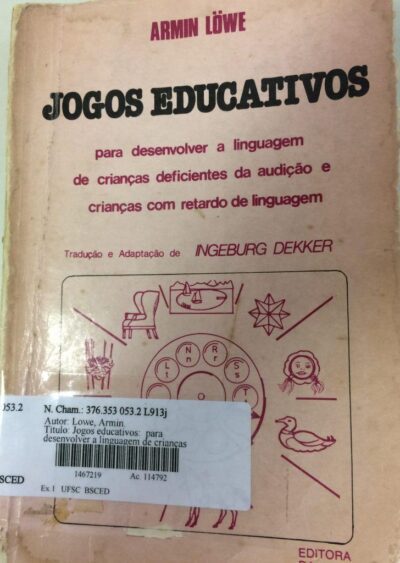 ARMIN LÖWE
JOGOS EDUCATIVOS
para desenvolver a linguagem
de crianças deficientes da audição e
crianças com retardo de linguagem
Tradução e Adaptação de INGEBURG DEKKER
N n
R r
S s
L l
053.2
N. Cham.: 376.353 053.2 L913j
Autor: Lowe, Armin.
Título: Jogos educativos: para
desenvolver a linguagem de crianças
1467219 Ac. 114792
BSCED
Ex.1 UFSC BSCED
EDITORA